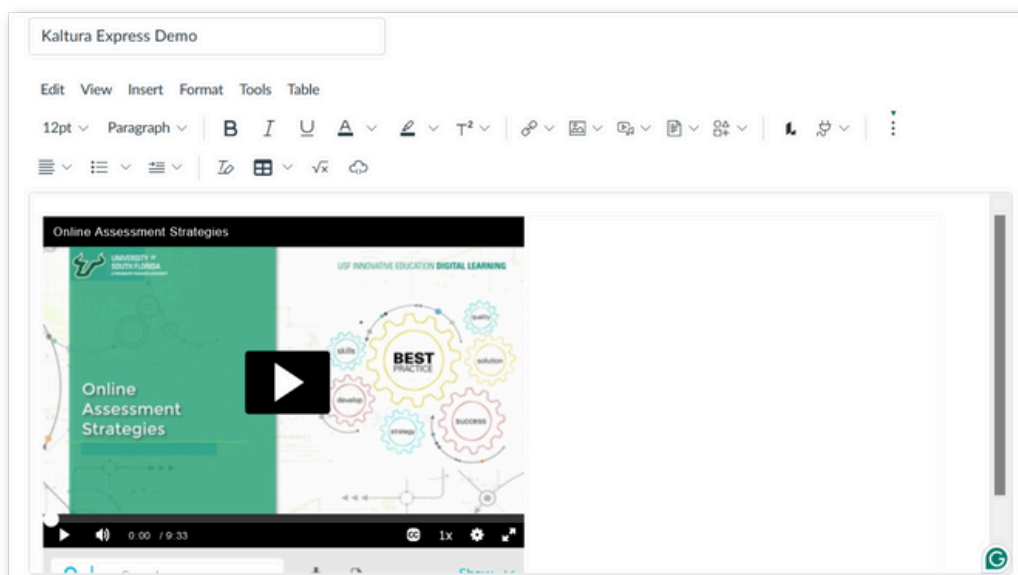 Kaltura Express Demo
Edit View Insert Format Tools Table
12pt Paragraph B I U A T²
√x
Online Assessment Strategies
UNIVERSITY of
SOUTH FLORIDA
USF INNOVATIVE EDUCATION DIGITAL LEARNING
quality
skills
BEST
PRACTICE
solution
develop
success
strategy
Online
Assessment
Strategies
0:00 / 9:33
CC 1x